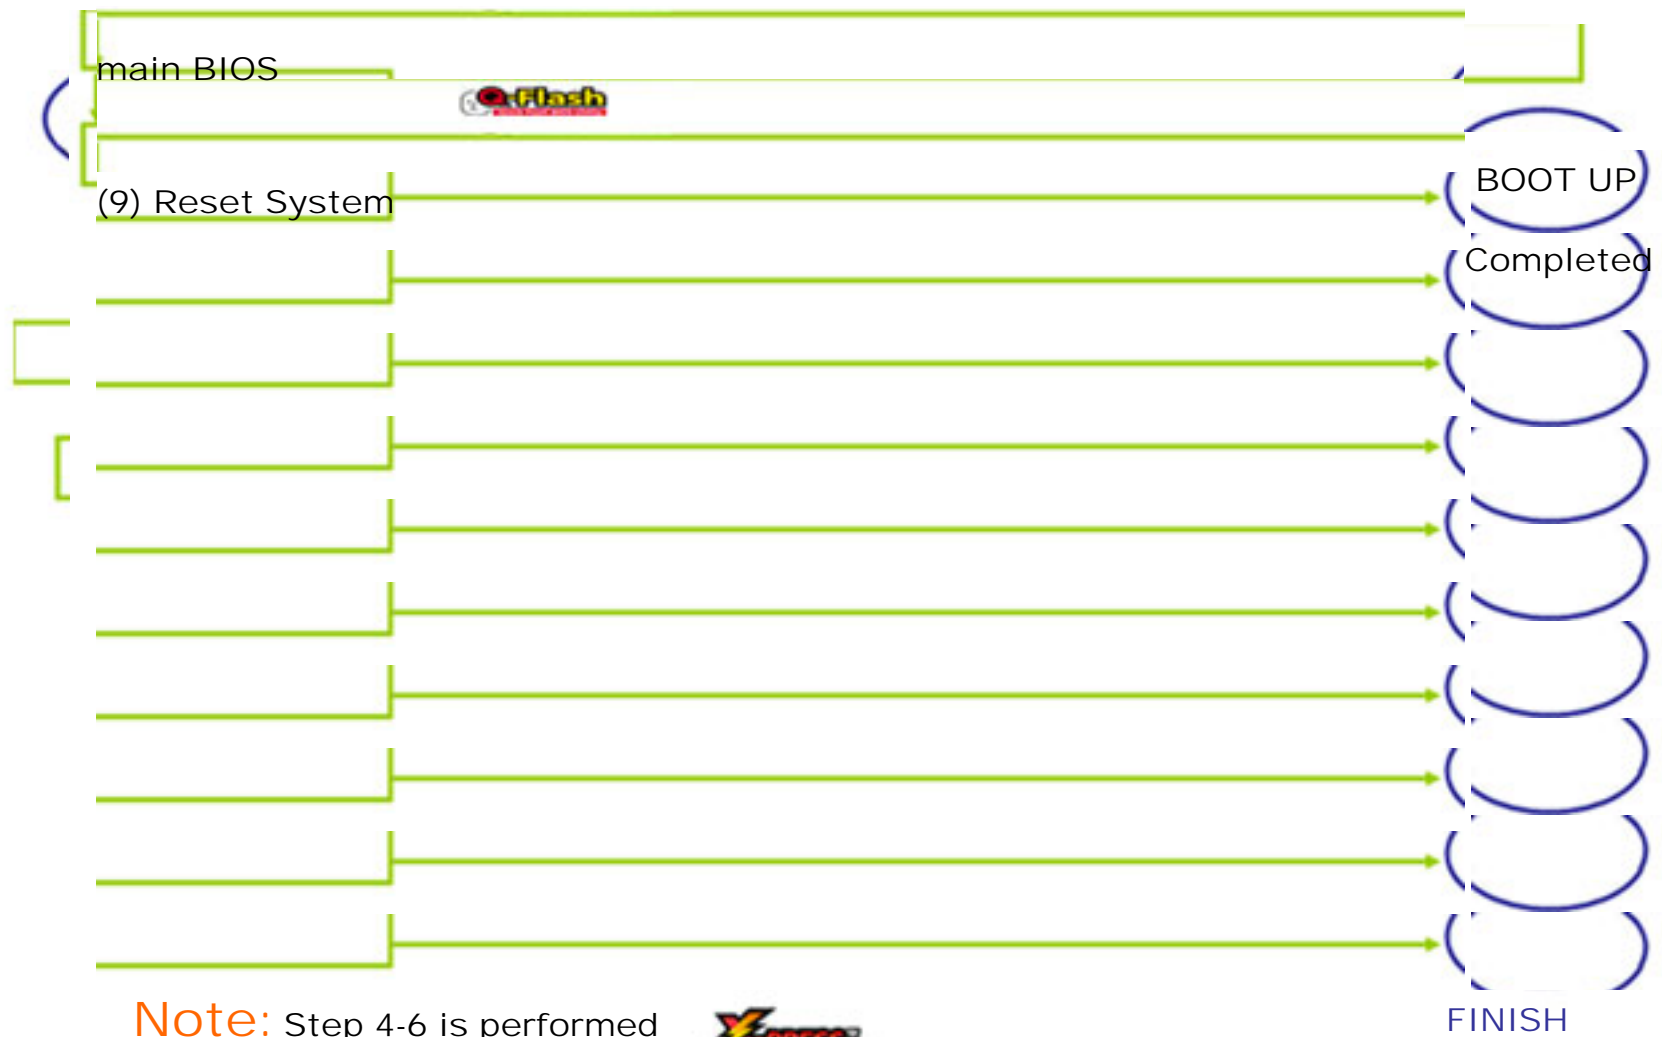 main BIOS
Q-Flash
(9) Reset System
BOOT UP
Completed
Note: Step 4-6 is performed
FINISH